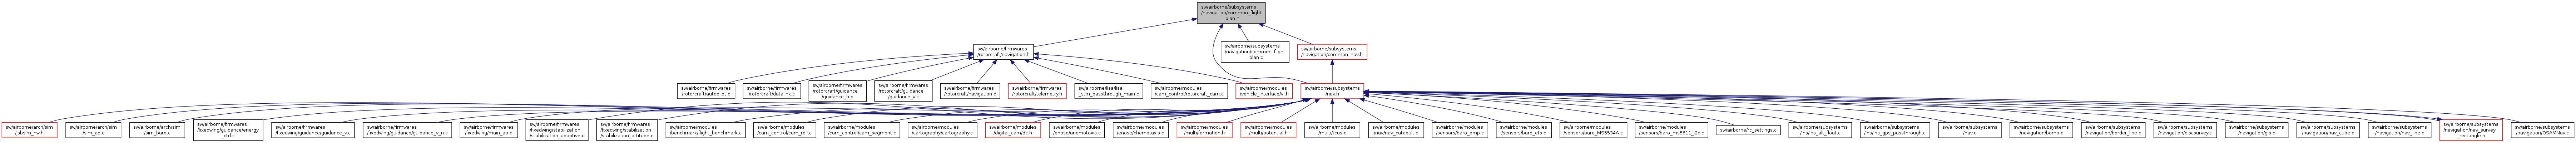 sw/airborne/subsystems
/navigation/common_flight
_plan.h
sw/airborne/firmwares
/rotorcraft/navigation.h
sw/airborne/subsystems
/navigation/common_flight
_plan.c
sw/airborne/subsystems
/navigation/common_nav.h
sw/airborne/firmwares
/rotorcraft/autopilot.c
sw/airborne/firmwares
/rotorcraft/datalink.c
sw/airborne/firmwares
/rotorcraft/guidance
/guidance_h.c
sw/airborne/firmwares
/rotorcraft/guidance
/guidance_v.c
sw/airborne/firmwares
/rotorcraft/navigation.c
sw/airborne/firmwares
/rotorcraft/telemetry.h
sw/airborne/lisa/lisa
_stm_passthrough_main.c
sw/airborne/modules
/cam_control/rotorcraft_cam.c
sw/airborne/modules
/vehicle_interface/vi.h
sw/airborne/subsystems
/nav.h
sw/airborne/arch/sim
/jsbsim_hw.h
sw/airborne/arch/sim
/sim_ap.c
sw/airborne/arch/sim
/sim_baro.c
sw/airborne/firmwares
/fixedwing/guidance/energy
_ctrl.c
sw/airborne/firmwares
/fixedwing/guidance/guidance_v.c
sw/airborne/firmwares
/fixedwing/guidance/guidance_v_n.c
sw/airborne/firmwares
/fixedwing/main_ap.c
sw/airborne/firmwares
/fixedwing/stabilization
/stabilization_adaptive.c
sw/airborne/firmwares
/fixedwing/stabilization
/stabilization_attitude.c
sw/airborne/modules
/benchmark/flight_benchmark.c
sw/airborne/modules
/cam_control/cam_roll.c
sw/airborne/modules
/cam_control/cam_segment.c
sw/airborne/modules
/cartography/cartography.c
sw/airborne/modules
/digital_cam/dc.h
sw/airborne/modules
/enose/anemotaxis.c
sw/airborne/modules
/enose/chemotaxis.c
sw/airborne/modules
/multi/formation.h
sw/airborne/modules
/multi/potential.h
sw/airborne/modules
/multi/tcas.c
sw/airborne/modules
/nav/nav_catapult.c
sw/airborne/modules
/sensors/baro_bmp.c
sw/airborne/modules
/sensors/baro_ets.c
sw/airborne/modules
/sensors/baro_MS5534A.c
sw/airborne/modules
/sensors/baro_ms5611_i2c.c
sw/airborne/rc_settings.c
sw/airborne/subsystems
/ins/ins_alt_float.c
sw/airborne/subsystems
/ins/ins_gps_passthrough.c
sw/airborne/subsystems
/nav.c
sw/airborne/subsystems
/navigation/bomb.c
sw/airborne/subsystems
/navigation/border_line.c
sw/airborne/subsystems
/navigation/discsurvey.c
sw/airborne/subsystems
/navigation/gls.c
sw/airborne/subsystems
/navigation/nav_cube.c
sw/airborne/subsystems
/navigation/nav_line.c
sw/airborne/subsystems
/navigation/nav_survey
_rectangle.h
sw/airborne/subsystems
/navigation/OSAMNav.c